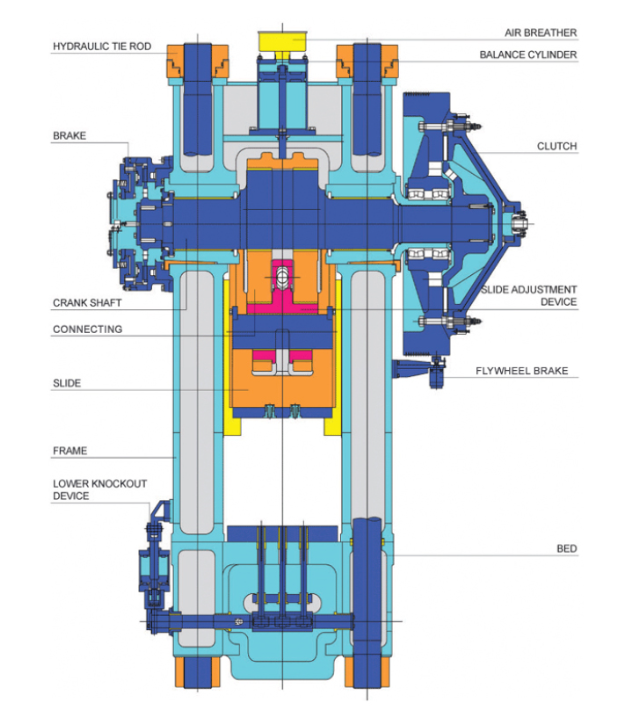 AIR BREATHER
HYDRAULIC TIE ROD
BALANCE CYLINDER
BRAKE
CLUTCH
SLIDE ADJUSTMENT
DEVICE
CRANK SHAFT
CONNECTING
FLYWHEEL BRAKE
SLIDE
FRAME
LOWER KNOCKOUT
DEVICE
BED